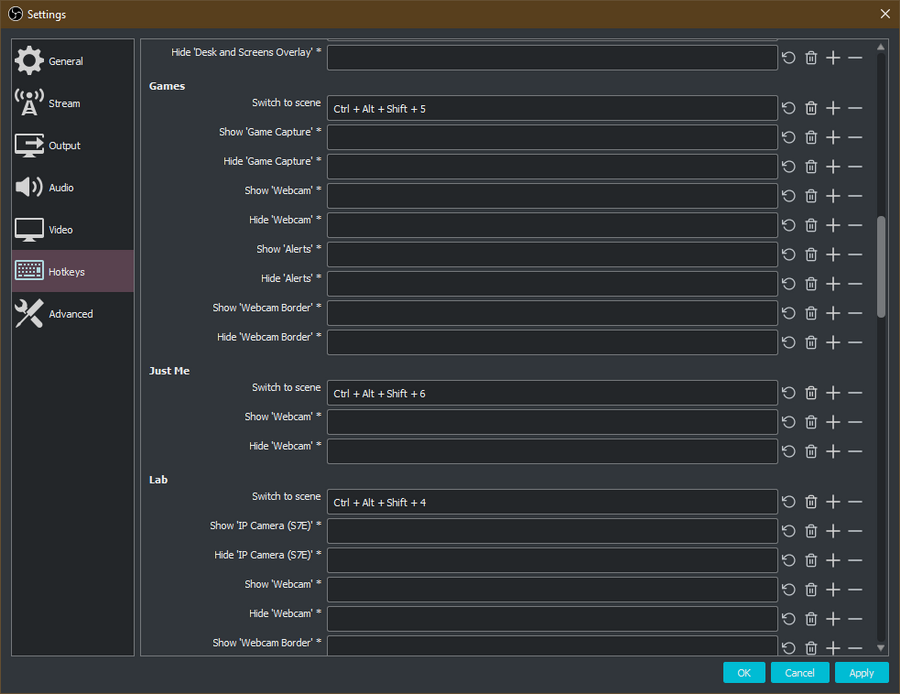 Settings
General
Stream
Output
Audio
Video
Hotkeys
Advanced
Hide 'Desk and Screens Overlay' *
Games
Switch to scene Ctrl + Alt + Shift + 5
Show 'Game Capture' *
Hide 'Game Capture' *
Show 'Webcam' *
Hide 'Webcam' *
Show 'Alerts' *
Hide 'Alerts' *
Show 'Webcam Border' *
Hide 'Webcam Border' *
Just Me
Switch to scene Ctrl + Alt + Shift + 6
Show 'Webcam' *
Hide 'Webcam' *
Lab
Switch to scene Ctrl + Alt + Shift + 4
Show 'IP Camera (S7E)' *
Hide 'IP Camera (S7E)' *
Show 'Webcam' *
Hide 'Webcam' *
Show 'Webcam Border' *
OK Cancel Apply